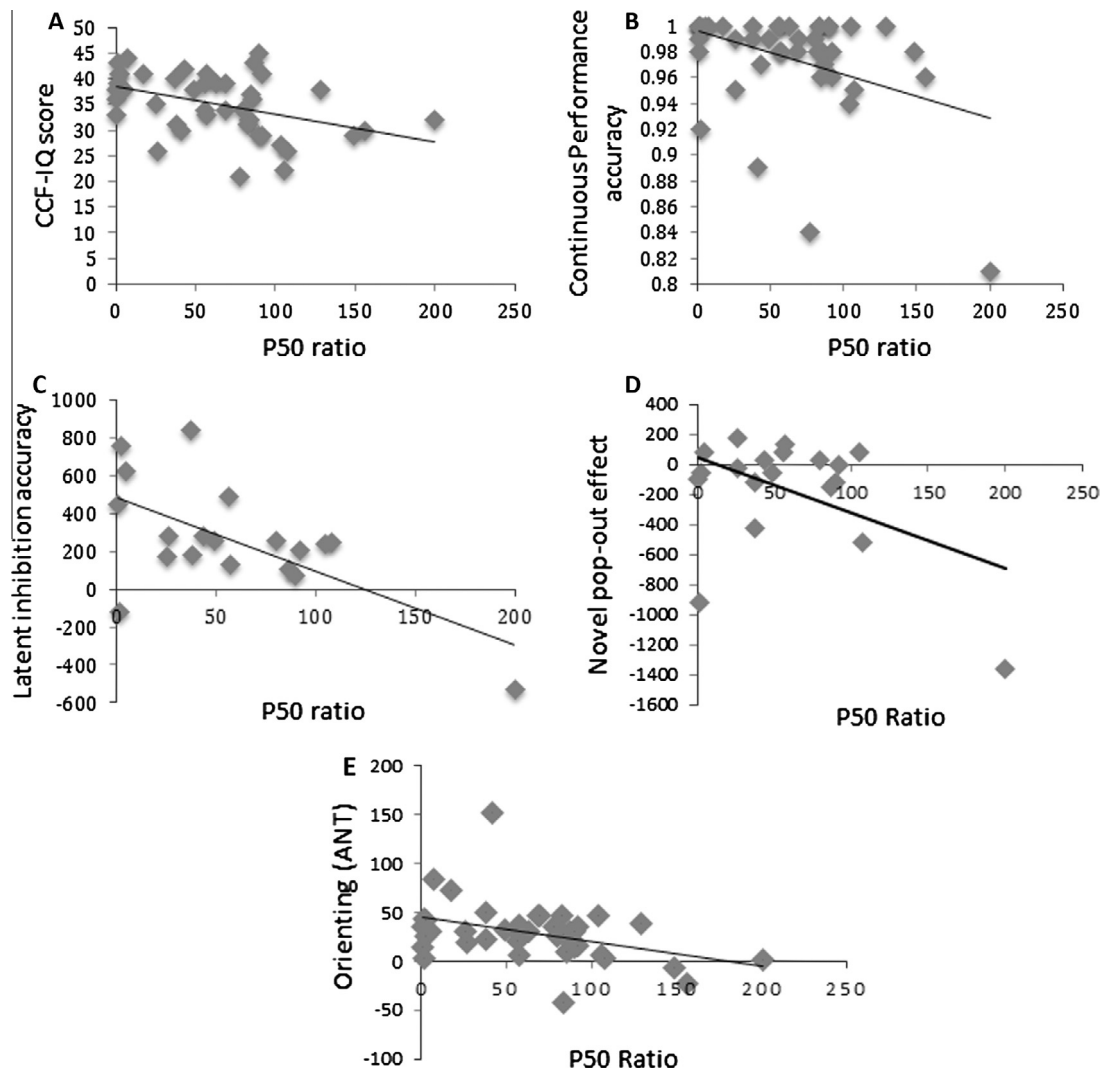 A
50
45
40
35
30
25
20
15
10
5
0
CCF-IQ score
0 50 100 150 200 250
P50 ratio
B
1
0.98
0.96
0.94
0.92
0.9
0.88
0.86
0.84
0.82
0.8
Continuous Performance
accuracy
0 50 100 150 200 250
P50 ratio
C
1000
800
600
400
200
0
-200
-400
-600
Latent inhibition accuracy
0 50 100 150 200
P50 ratio
D
400
200
0
-200
-400
-600
-800
-1000
-1200
-1400
-1600
Novel pop-out effect
0 50 100 150 200 250
P50 Ratio
E
200
150
100
50
0
-50
-100
Orienting (ANT)
0 50 100 150 200 250
P50 Ratio